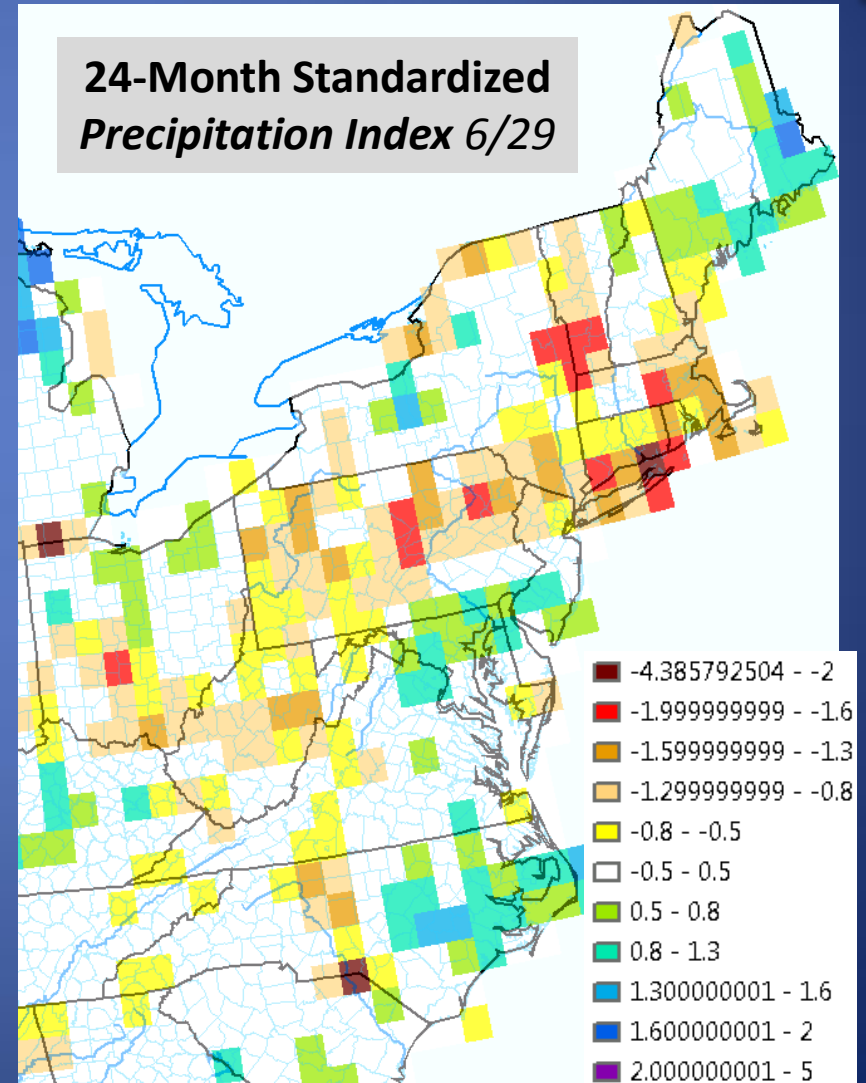 24-Month Standardized
Precipitation Index 6/29
-4.385792504 - -2
-1.999999999 - -1.6
-1.599999999 - -1.3
-1.299999999 - -0.8
-0.8 - -0.5
-0.5 - 0.5
0.5 - 0.8
0.8 - 1.3
1.300000001 - 1.6
1.600000001 - 2
2.000000001 - 5